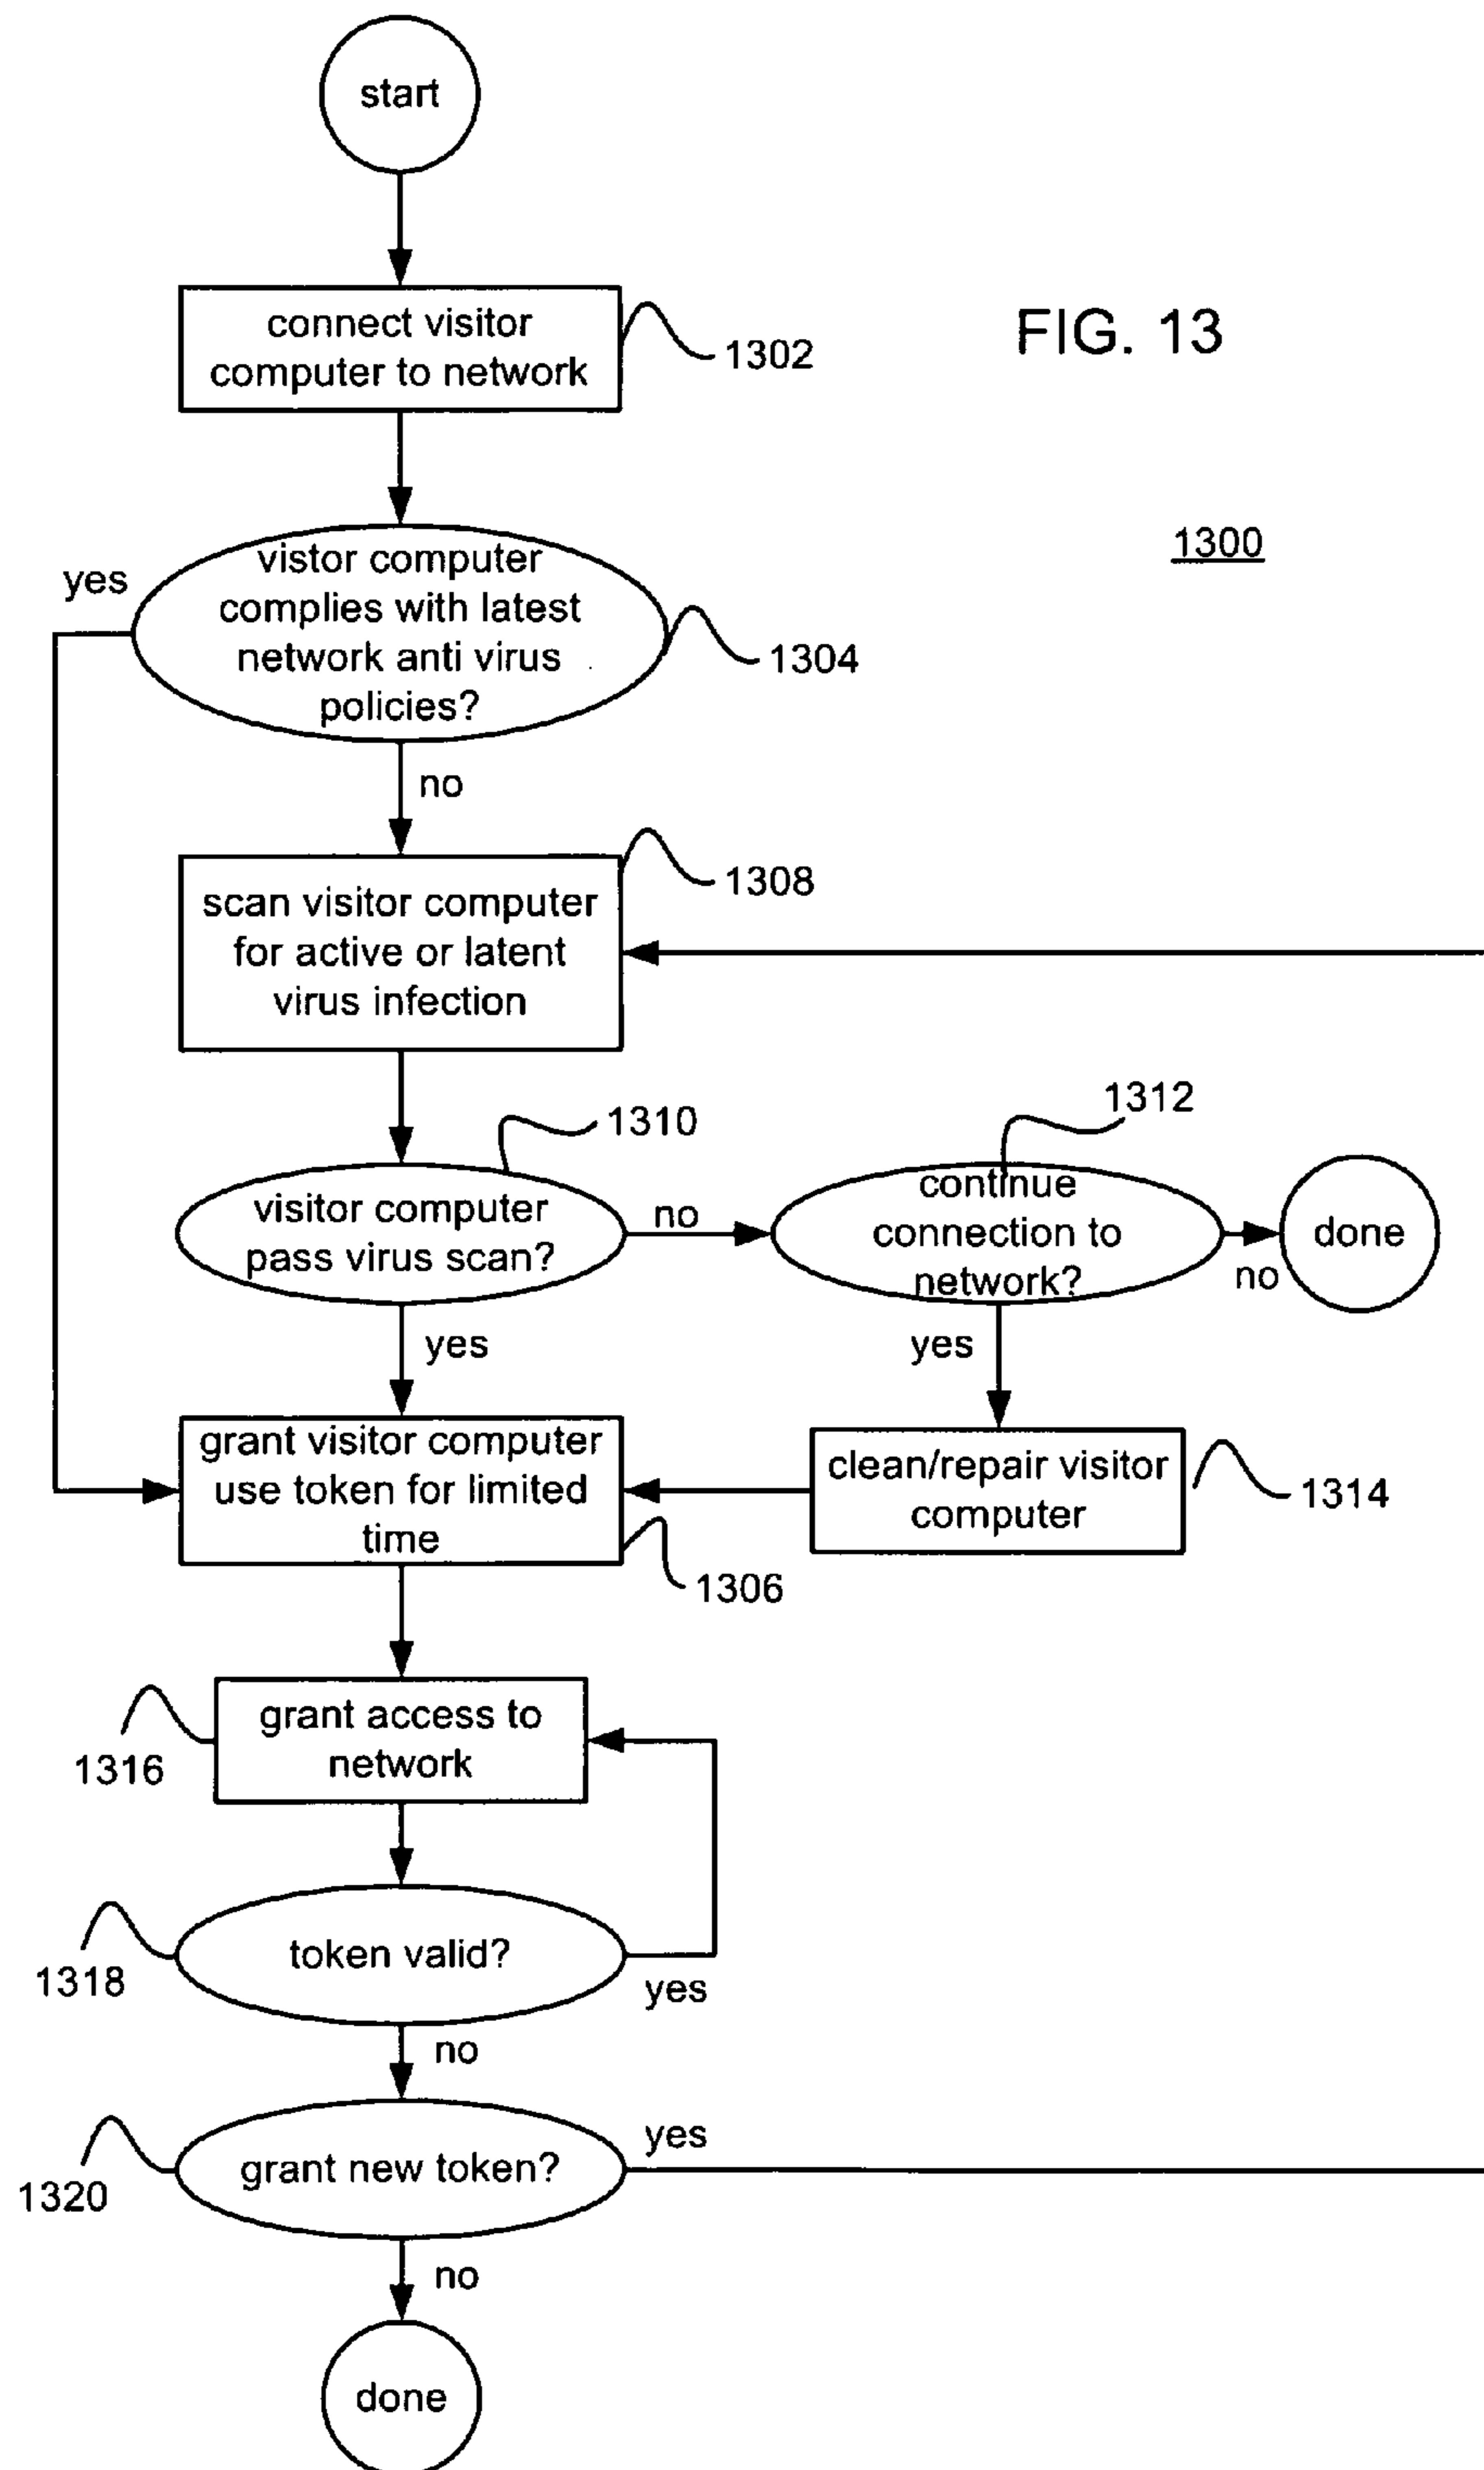 start
connect visitor
computer to network
1302
FIG. 13
1300
vistor computer
complies with latest
network anti virus
policies?
yes
1304
no
scan visitor computer
for active or latent
virus infection
1308
visitor computer
pass virus scan?
1310
no
continue
connection to
network?
1312
no
done
yes
yes
grant visitor computer
use token for limited
time
1306
clean/repair visitor
computer
1314
grant access to
network
1316
token valid?
1318
yes
no
grant new token?
1320
yes
no
done